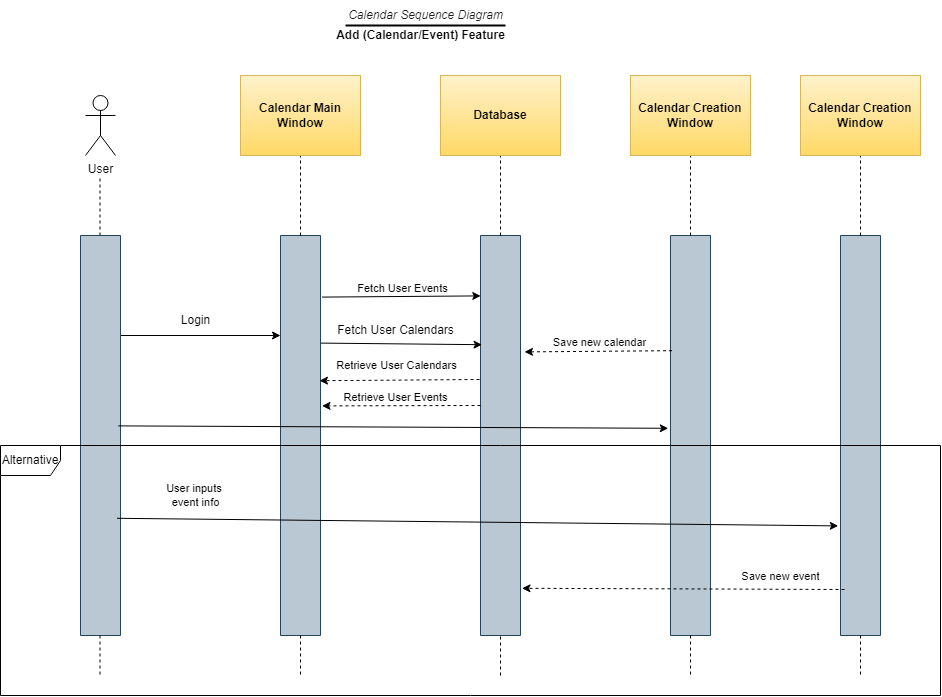 Calendar Sequence Diagram
Add (Calendar/Event) Feature
User
Calendar Main
Window
Database
Calendar Creation
Window
Calendar Creation
Window
Fetch User Events
Login
Fetch User Calendars
Save new calendar
Retrieve User Calendars
Retrieve User Events
Alternative
User inputs
event info
Save new event